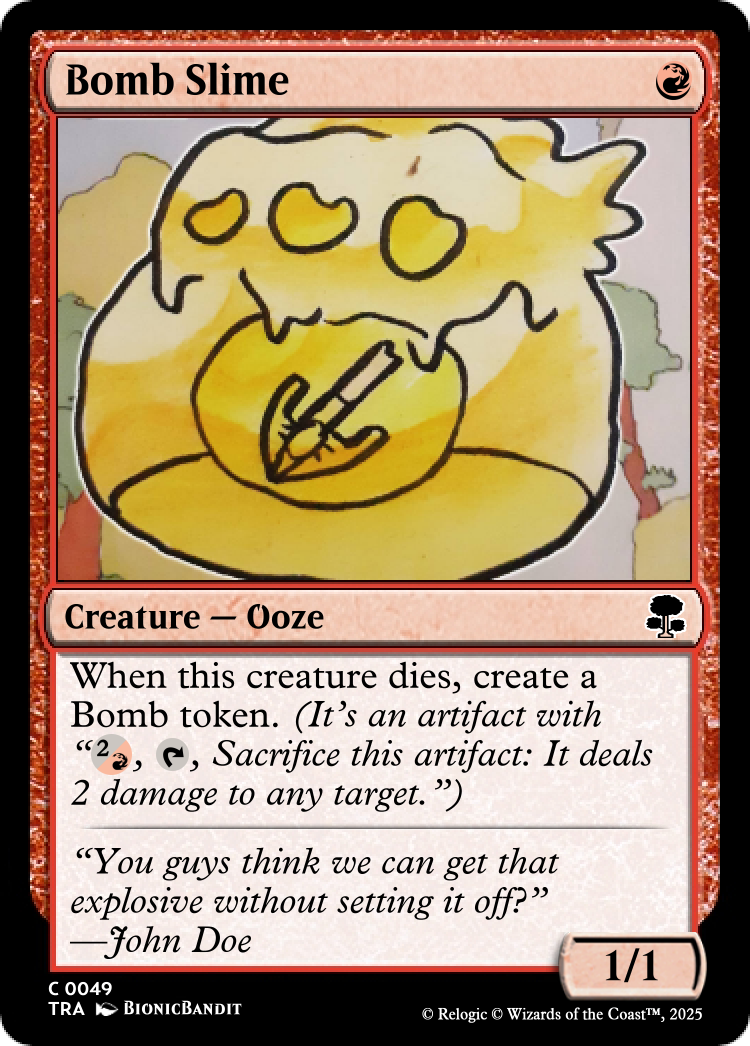 Bomb Slime
Creature — Ooze
When this creature dies, create a
Bomb token. (It's an artifact with
“2, , Sacrifice this artifact: It deals
2 damage to any target.”)
“You guys think we can get that
explosive without setting it off?”
—John Doe
1/1
C 0049
TRA BionicBandit
© Relogic © Wizards of the Coast™, 2025